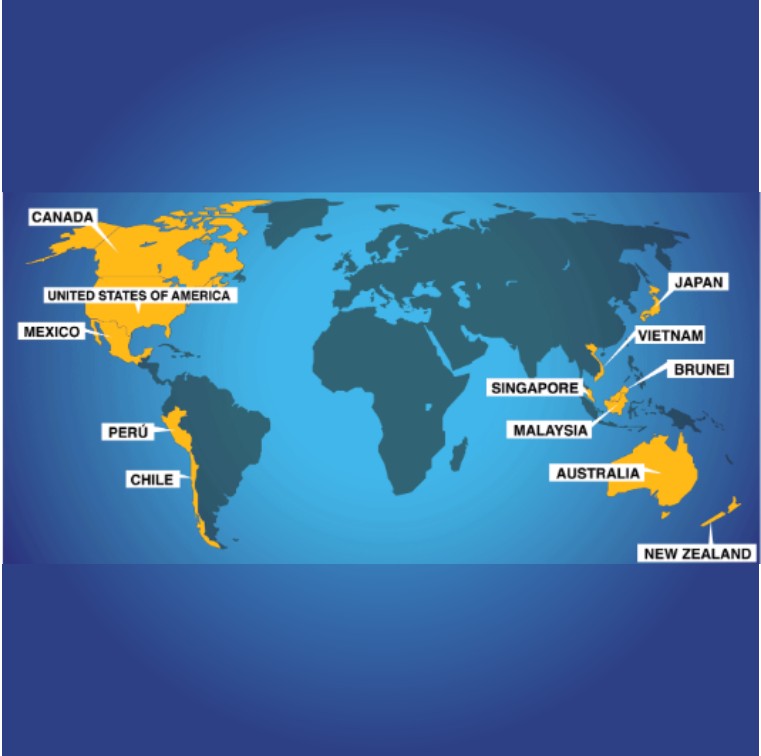 CANADA
UNITED STATES OF AMERICA
MEXICO
PERÚ
CHILE
JAPAN
VIETNAM
BRUNEI
SINGAPORE
MALAYSIA
AUSTRALIA
NEW ZEALAND